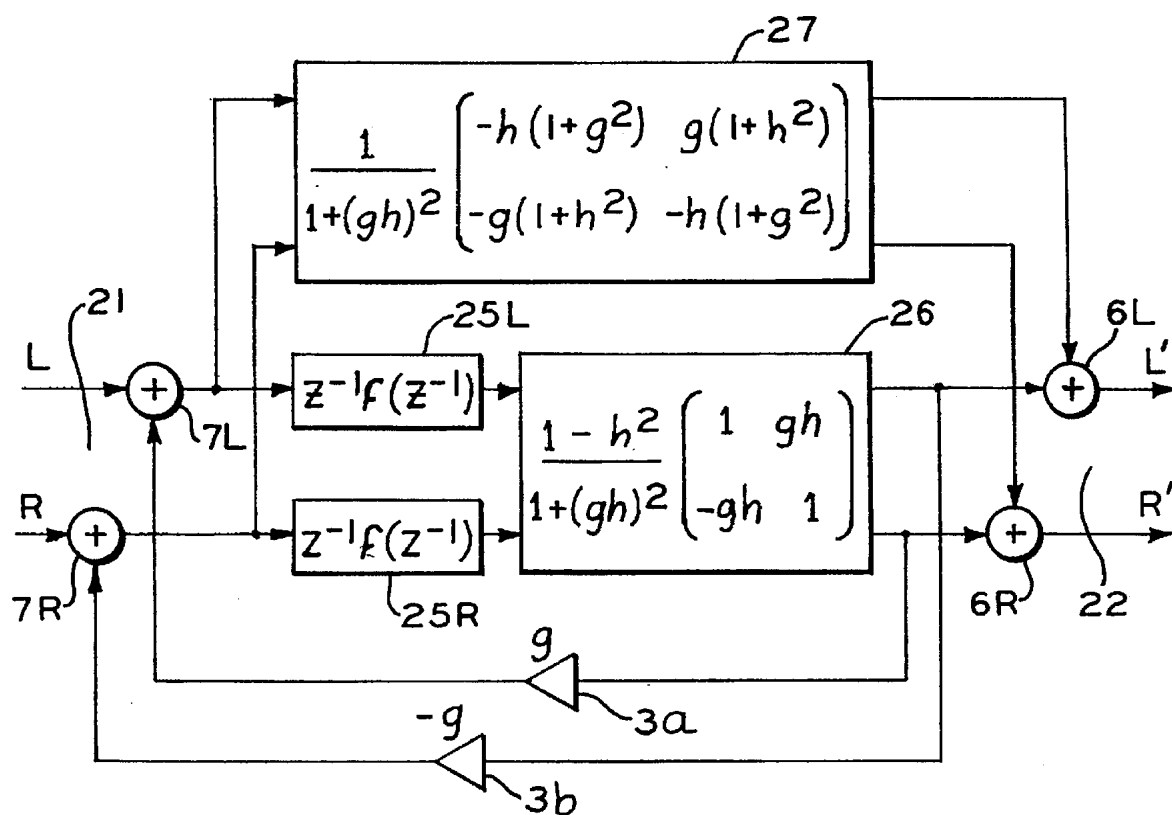 27
1 / 1+(gh)² ( -h(1+g²) g(1+h²)
-g(1+h²) -h(1+g²) )
21
25L
26
6L
L
L′
+
z⁻¹f(z⁻¹)
+
7L
1 - h² / 1+(gh)² ( 1 gh
-gh 1 )
R
R′
+
z⁻¹f(z⁻¹)
+
7R
25R
6R
22
g
3a
-g
3b